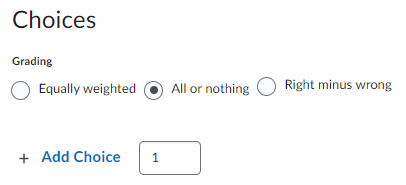 Choices
Grading
Equally weighted All or nothing Right minus wrong
+ Add Choice 1